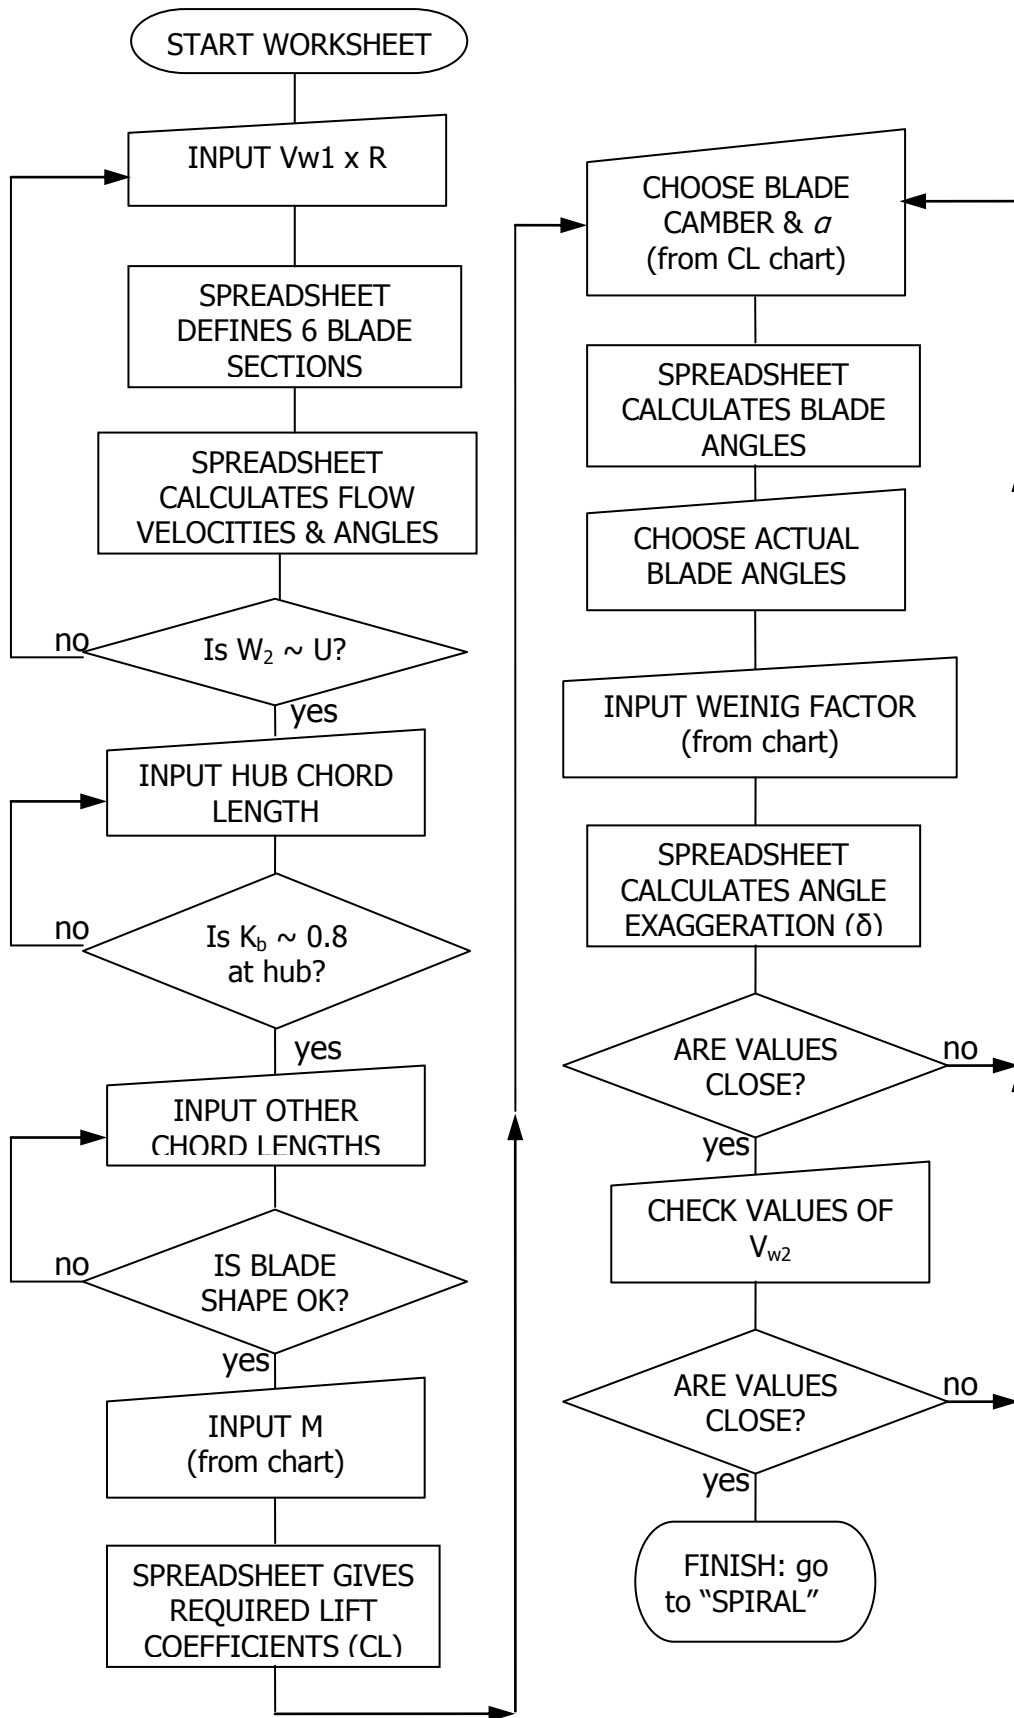 START WORKSHEET
INPUT Vw1 x R
SPREADSHEET
DEFINES 6 BLADE
SECTIONS
SPREADSHEET
CALCULATES FLOW
VELOCITIES & ANGLES
no
Is W₂ ~ U?
yes
INPUT HUB CHORD
LENGTH
no
Is K_b ~ 0.8
at hub?
yes
INPUT OTHER
CHORD LENGTHS
no
IS BLADE
SHAPE OK?
yes
INPUT M
(from chart)
SPREADSHEET GIVES
REQUIRED LIFT
COEFFICIENTS (CL)
CHOOSE BLADE
CAMBER & α
(from CL chart)
SPREADSHEET
CALCULATES BLADE
ANGLES
CHOOSE ACTUAL
BLADE ANGLES
INPUT WEINIG FACTOR
(from chart)
SPREADSHEET
CALCULATES ANGLE
EXAGGERATION (δ)
ARE VALUES
CLOSE?
no
yes
CHECK VALUES OF
V_w2
ARE VALUES
CLOSE?
no
yes
FINISH: go
to “SPIRAL”